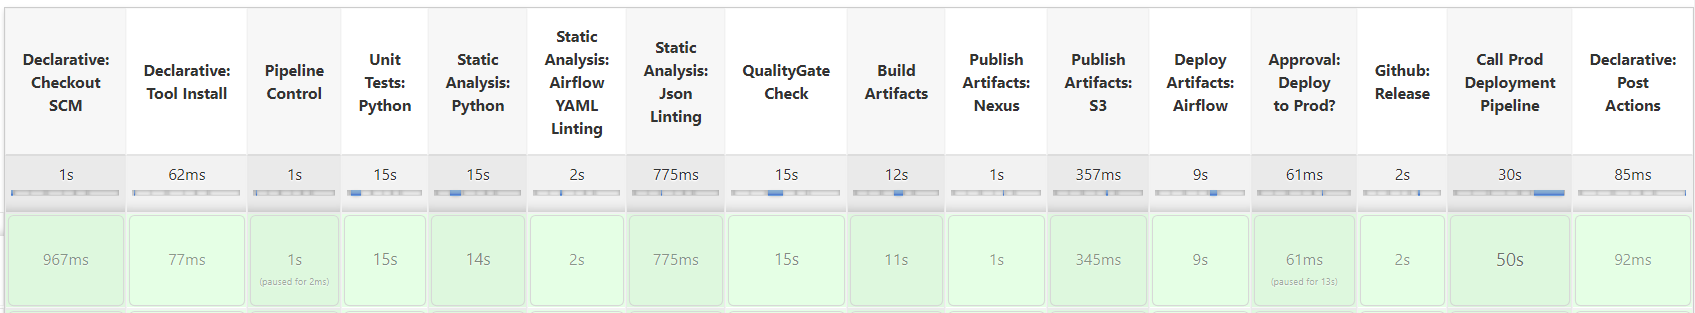 Declarative:
Checkout
SCM
Declarative:
Tool Install
Pipeline
Control
Unit
Tests:
Python
Static
Analysis:
Python
Static
Analysis:
Airflow
YAML
Linting
Static
Analysis:
Json
Linting
QualityGate
Check
Build
Artifacts
Publish
Artifacts:
Nexus
Publish
Artifacts:
S3
Deploy
Artifacts:
Airflow
Approval:
Deploy
to Prod?
Github:
Release
Call Prod
Deployment
Pipeline
Declarative:
Post
Actions
1s 62ms 1s 15s 15s 2s 775ms 15s 12s 1s 357ms 9s 61ms 2s 30s 85ms
967ms 77ms 1s 15s 14s 2s 775ms 15s 11s 1s 345ms 9s 61ms 2s 50s 92ms
(paused for 2ms) (paused for 13s)